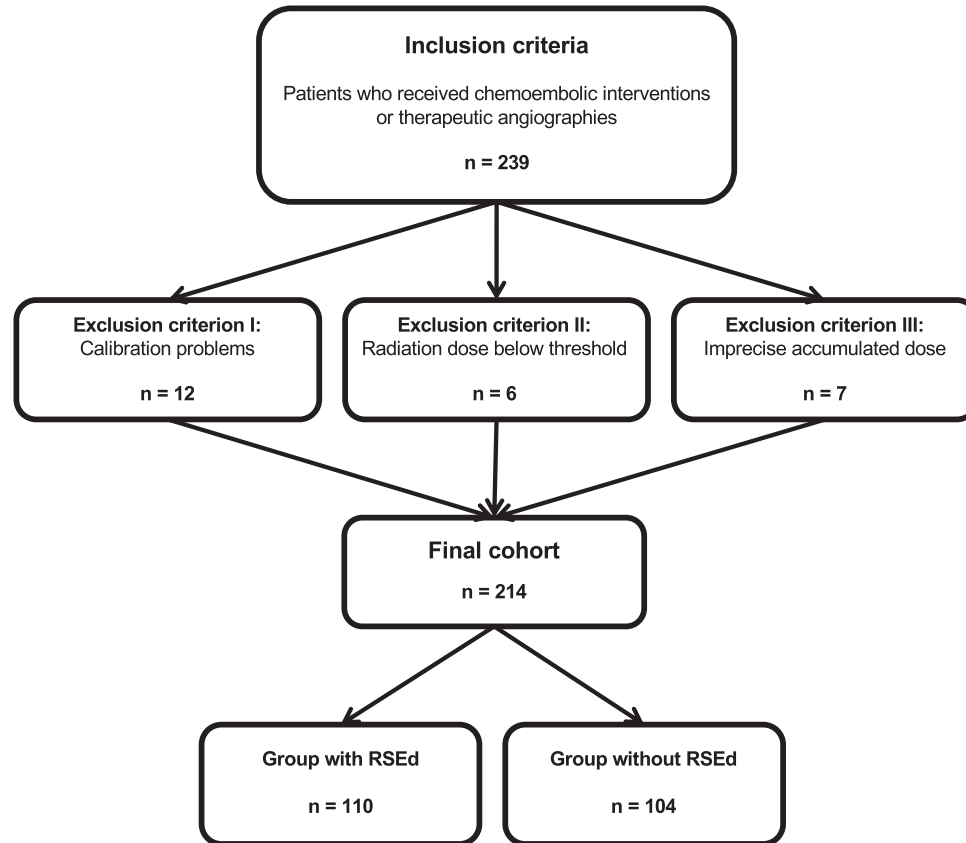 Inclusion criteria
Patients who received chemoembolic interventions
or therapeutic angiographies
n = 239
Exclusion criterion I:
Calibration problems
n = 12
Exclusion criterion II:
Radiation dose below threshold
n = 6
Exclusion criterion III:
Imprecise accumulated dose
n = 7
Final cohort
n = 214
Group with RSEd
n = 110
Group without RSEd
n = 104